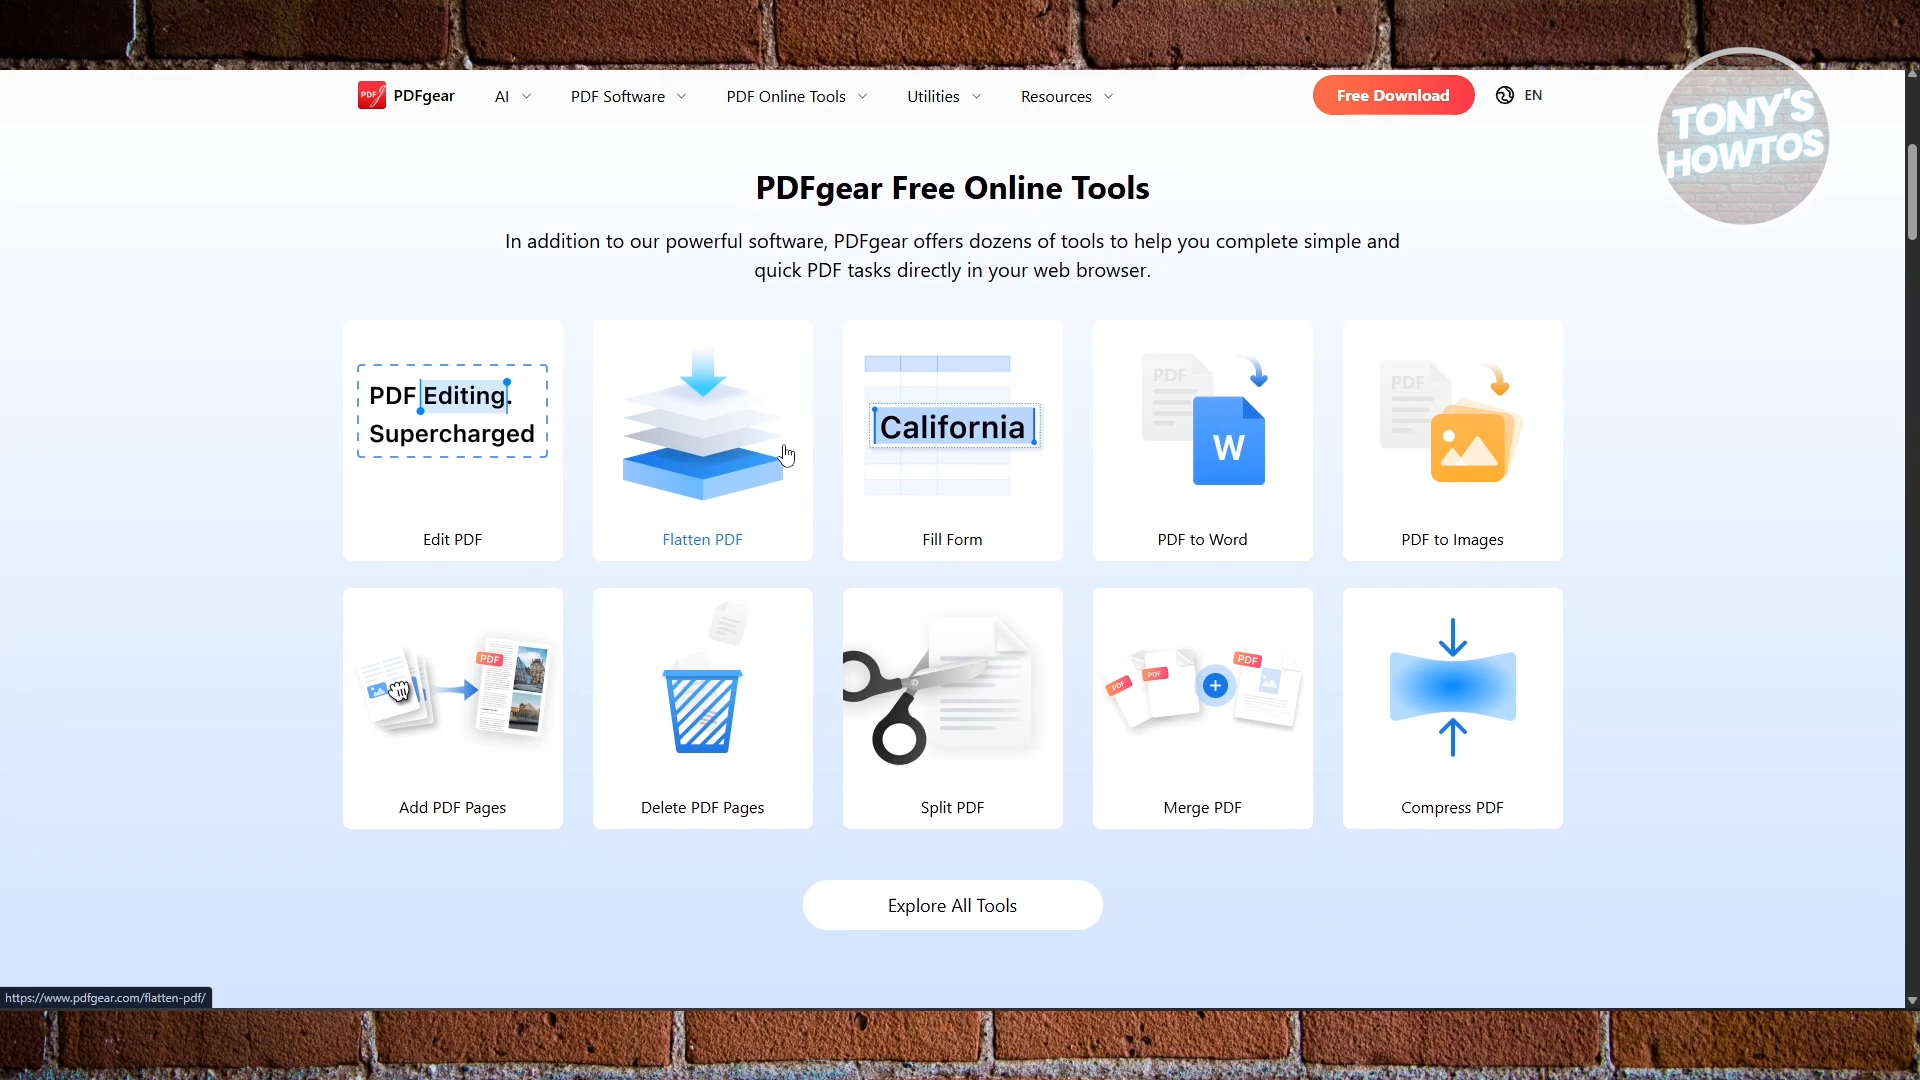 PDFgear
AI
PDF Software
PDF Online Tools
Utilities
Resources
Free Download
EN
TONY'S
HOWTOS
PDFgear Free Online Tools
In addition to our powerful software, PDFgear offers dozens of tools to help you complete simple and
quick PDF tasks directly in your web browser.
PDF Editing.
Supercharged
Edit PDF
Flatten PDF
California
Fill Form
PDF
W
PDF to Word
PDF
PDF to Images
PDF
Add PDF Pages
Delete PDF Pages
Split PDF
PDF
PDF
PDF
Merge PDF
Compress PDF
Explore All Tools
https://www.pdfgear.com/flatten-pdf/